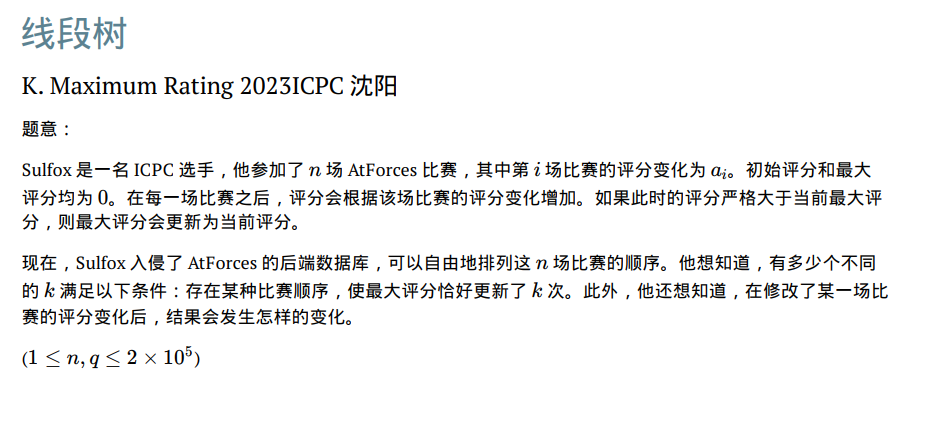 线段树
K. Maximum Rating 2023ICPC 沈阳
题意：
Sulfox 是一名 ICPC 选手，他参加了 n 场 AtForces 比赛，其中第 i 场比赛的评分变化为 aᵢ。初始评分和最大
评分均为 0。在每一场比赛之后，评分会根据该场比赛的评分变化增加。如果此时的评分严格大于当前最大评
分，则最大评分会更新为当前评分。
现在，Sulfox 入侵了 AtForces 的后端数据库，可以自由地排列这 n 场比赛的顺序。他想知道，有多少个不同
的 k 满足以下条件：存在某种比赛顺序，使最大评分恰好更新了 k 次。此外，他还想知道，在修改了某一场比
赛的评分变化后，结果会发生怎样的变化。
(1 ≤ n, q ≤ 2 × 10⁵)